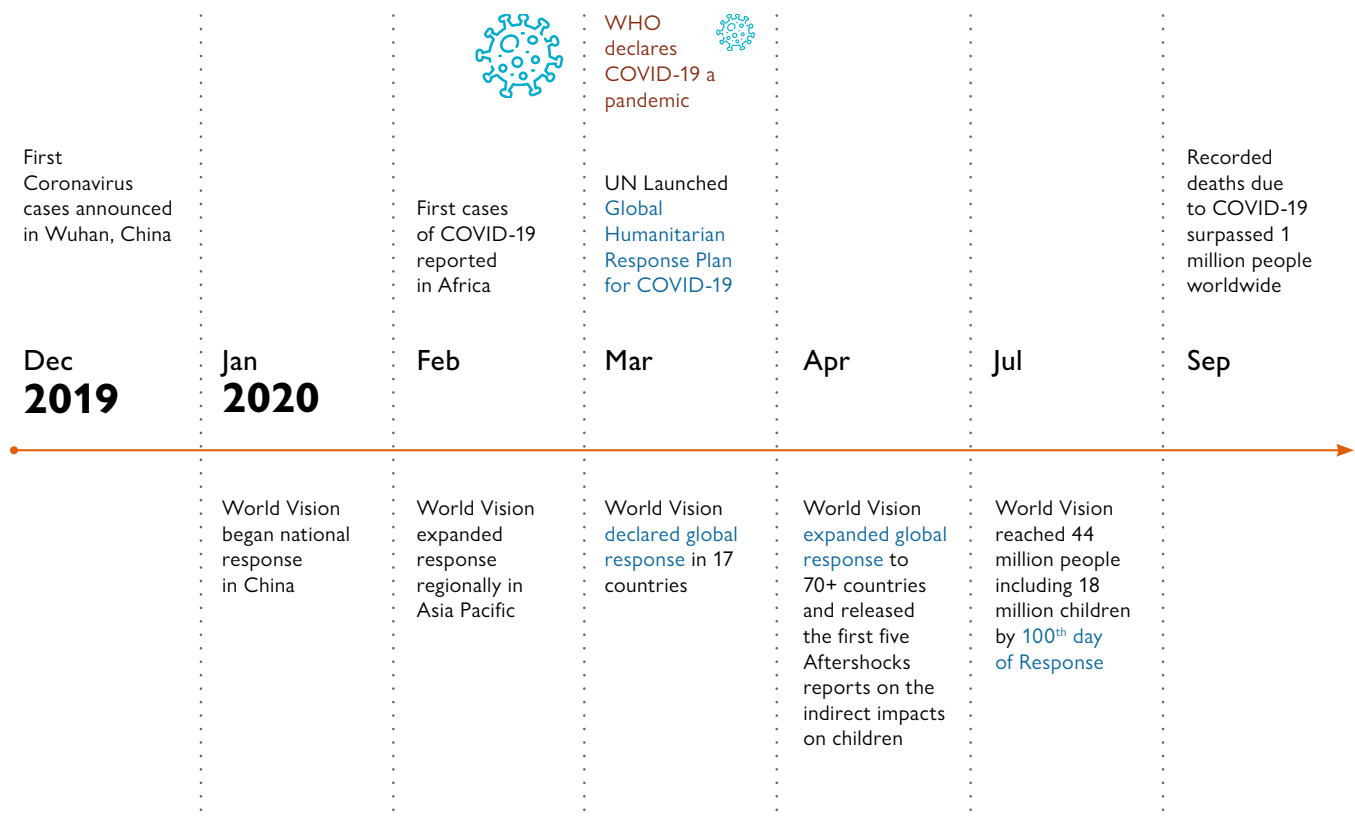 WHO
declares
COVID-19 a
pandemic
First
Coronavirus
cases announced
in Wuhan, China
First cases
of COVID-19
reported
in Africa
UN Launched
Global
Humanitarian
Response Plan
for COVID-19
Recorded
deaths due
to COVID-19
surpassed 1
million people
worldwide
Dec
2019
Jan
2020
Feb
Mar
Apr
Jul
Sep
World Vision
began national
response
in China
World Vision
expanded
response
regionally in
Asia Pacific
World Vision
declared global
response in 17
countries
World Vision
expanded global
response to
70+ countries
and released
the first five
Aftershocks
reports on the
indirect impacts
on children
World Vision
reached 44
million people
including 18
million children
by 100th day
of Response